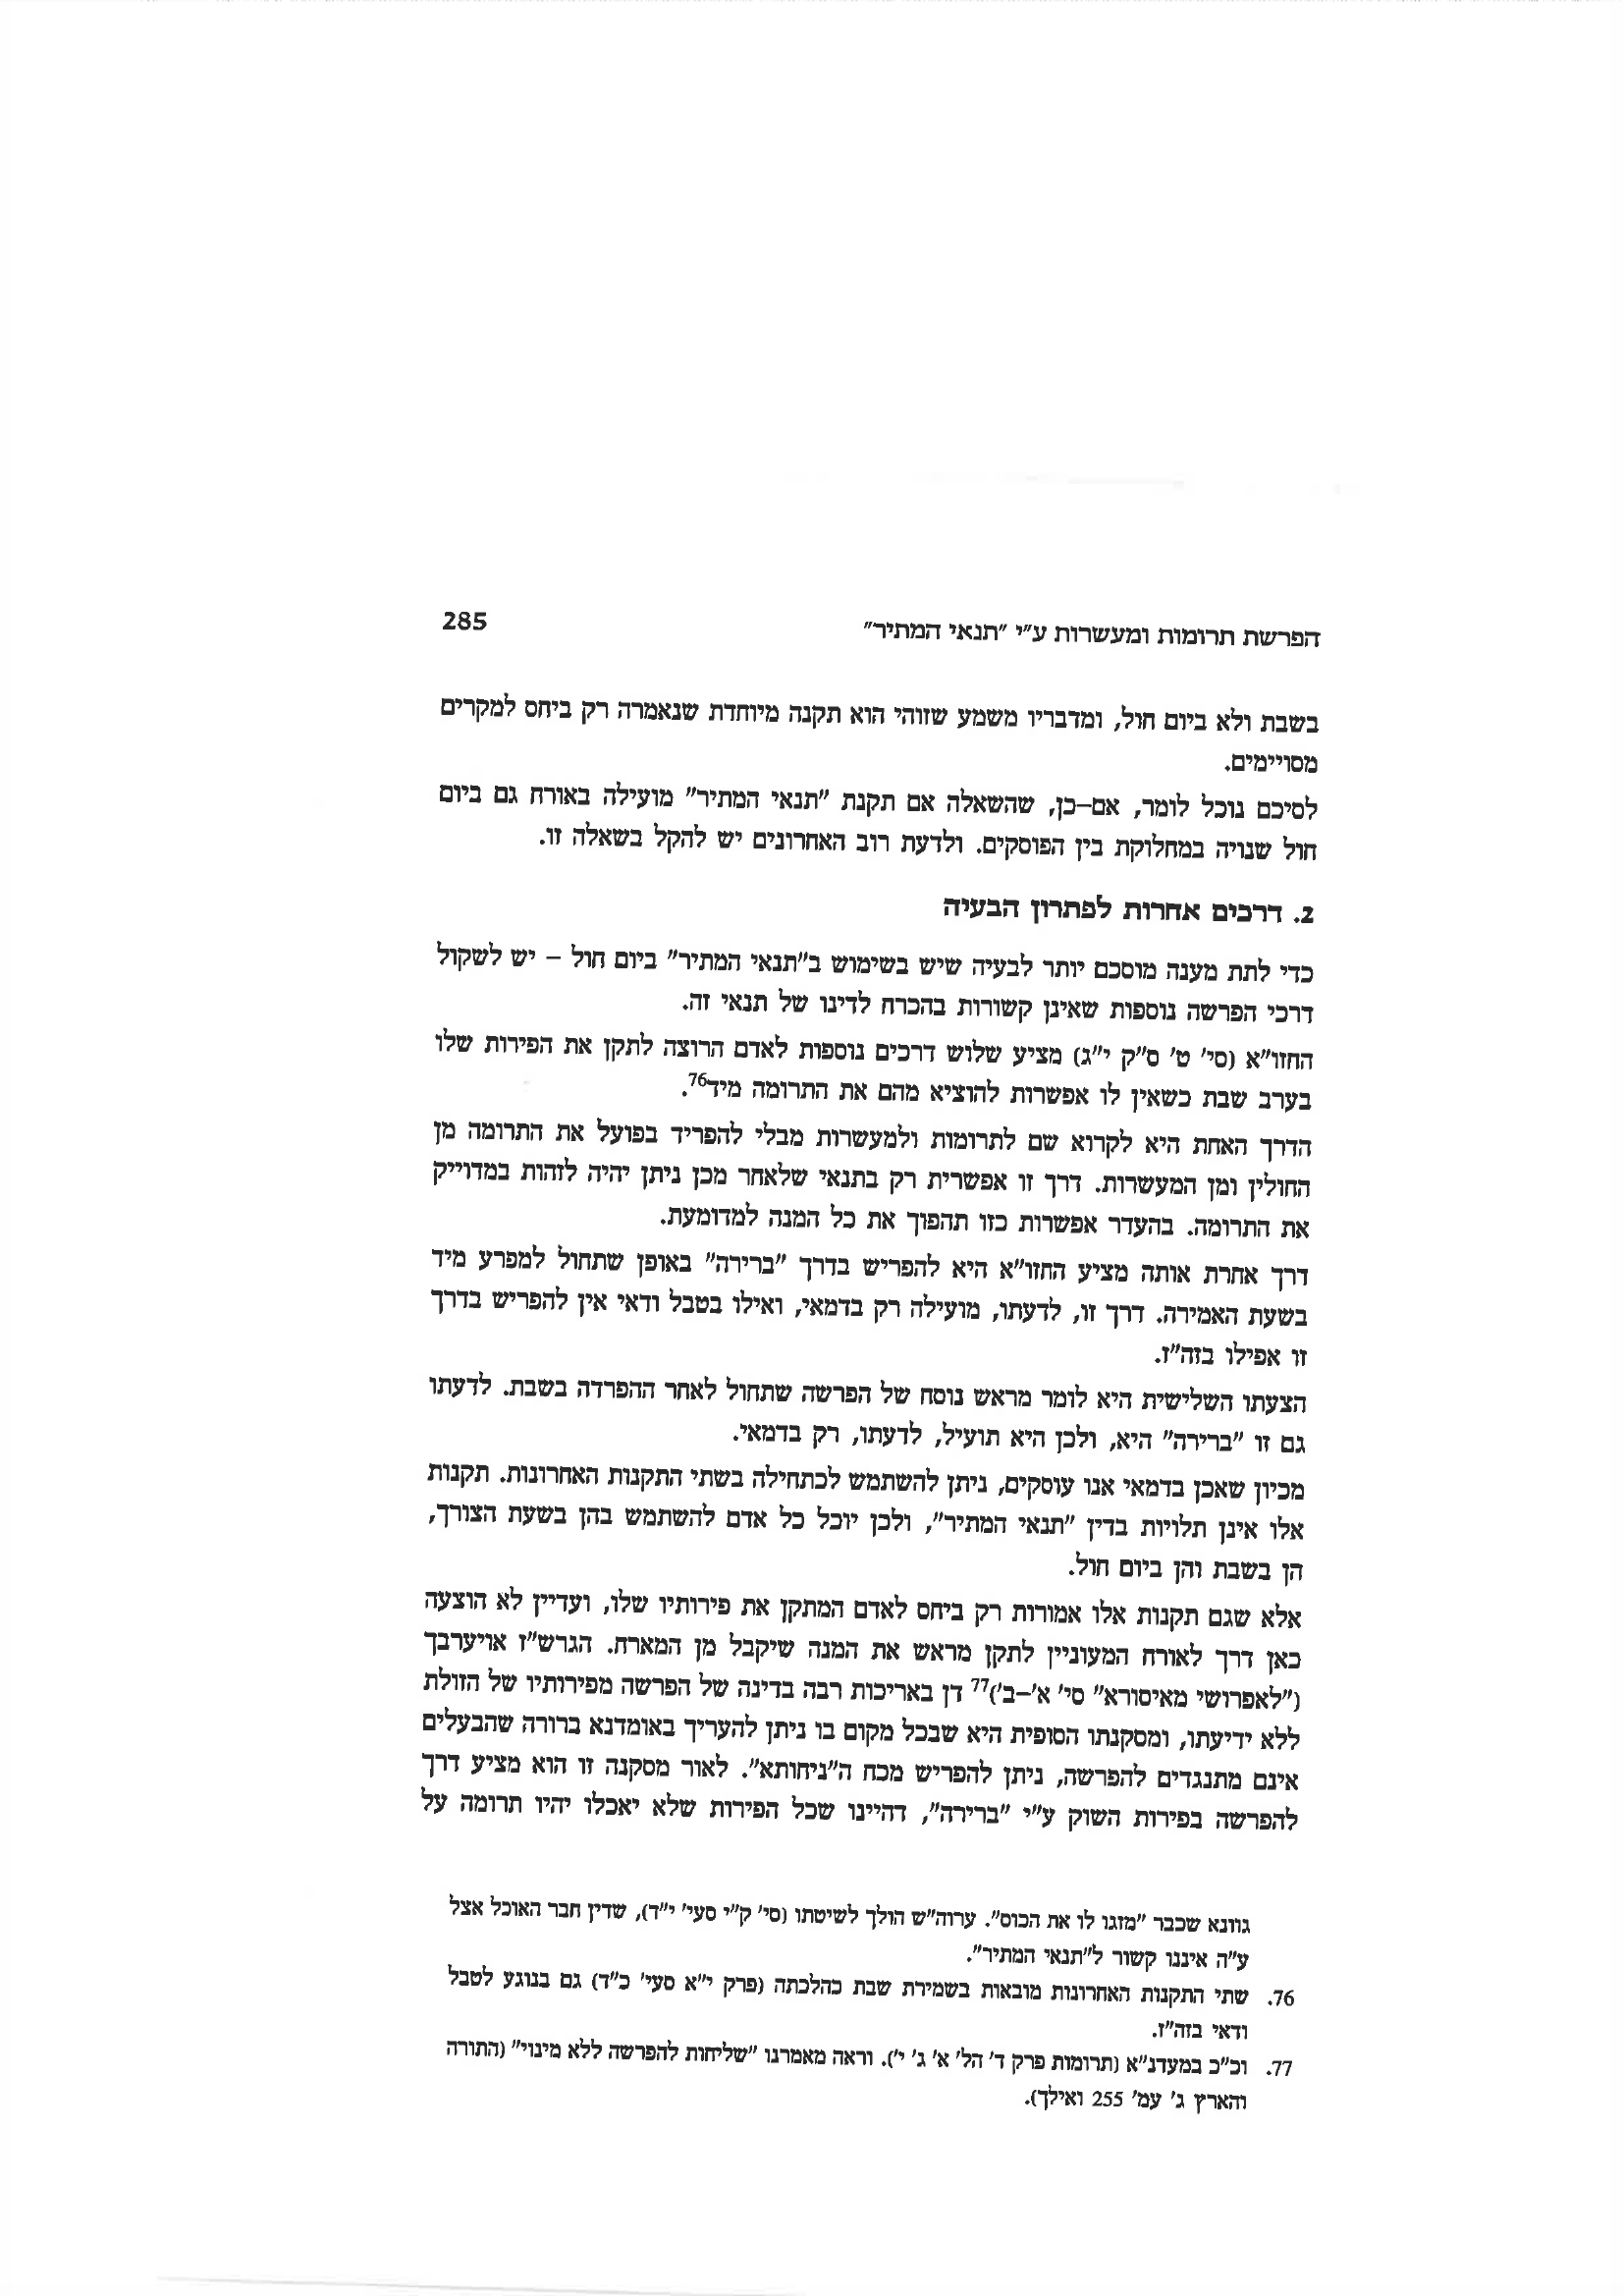 הפרשת תרומות ומעשרות ע"י "תנאי המתיר" 285
בשבת ולא ביום חול, ומדבריו משמע שזוהי הוא תקנה מיוחדת שנאמרה רק ביחס למקרים
מסויימים.
לסיכם נוכל לומר, אם–כן, שהשאלה אם תקנת "תנאי המתיר" מועילה באורח גם ביום
חול שנויה במחלוקת בין הפוסקים. ולדעת רוב האחרונים יש להקל בשאלה זו.
2. דרכים אחרות לפתרון הבעיה
כדי לתת מענה מוסכם יותר לבעיה שיש בשימוש ב"תנאי המתיר" ביום חול – יש לשקול
דרכי הפרשה נוספות שאינן קשורות בהכרח לדינו של תנאי זה.
החזו"א (סי' ט' ס"ק י"ג) מציע שלוש דרכים נוספות לאדם הרוצה לתקן את הפירות שלו
בערב שבת כשאין לו אפשרות להוציא מהם את התרומה מיד76.
הדרך האחת היא לקרוא שם לתרומות ולמעשרות מבלי להפריד בפועל את התרומה מן
החולין ומן המעשרות. דרך זו אפשרית רק בתנאי שלאחר מכן ניתן יהיה לזהות במדוייק
את התרומה. בהעדר אפשרות כזו תהפוך את כל המנה למדומעת.
דרך אחרת אותה מציע החזו"א היא להפריש בדרך "ברירה" באופן שתחול למפרע מיד
בשעת האמירה. דרך זו, לדעתו, מועילה רק בדמאי, ואילו בטבל ודאי אין להפריש בדרך
זו אפילו בזה"ז.
הצעתו השלישית היא לומר מראש נוסח של הפרשה שתחול לאחר ההפרדה בשבת. לדעתו
גם זו "ברירה" היא, ולכן היא תועיל, לדעתו, רק בדמאי.
מכיון שאכן בדמאי אנו עוסקים, ניתן להשתמש לכתחילה בשתי התקנות האחרונות. תקנות
אלו אינן תלויות בדין "תנאי המתיר", ולכן יוכל כל אדם להשתמש בהן בשעת הצורך,
הן בשבת והן ביום חול.
אלא שגם תקנות אלו אמורות רק ביחס לאדם המתקן את פירותיו שלו, ועדיין לא הוצעה
כאן דרך לאורח המעוניין לתקן מראש את המנה שיקבל מן המארח. הגרש"ז אויערבך
("לאפרושי מאיסורא" סי' א'–ב')77 דן באריכות רבה בדינה של הפרשה מפירותיו של הזולת
ללא ידיעתו, ומסקנתו הסופית היא שבכל מקום בו ניתן להעריך באומדנא ברורה שהבעלים
אינם מתנגדים להפרשה, ניתן להפריש מכח ה"ניחותא". לאור מסקנה זו הוא מציע דרך
להפרשה בפירות השוק ע"י "ברירה", דהיינו שכל הפירות שלא יאכלו יהיו תרומה על
גוונא שכבר "מזגו לו את הכוס". ערוה"ש הולך לשיטתו (סי' ק"י סעי' י"ד), שדין חבר האוכל אצל
ע"ה איננו קשור ל"תנאי המתיר".
76. שתי התקנות האחרונות מובאות בשמירת שבת כהלכתה (פרק י"א סעי' כ"ד) גם בנוגע לטבל
ודאי בזה"ז.
77. וכ"כ במעדנ"א (תרומות פרק ד' הל' א' ג' י'). וראה מאמרנו "שליחות להפרשה ללא מינוי" (התורה
והארץ ג' עמ' 255 ואילך).